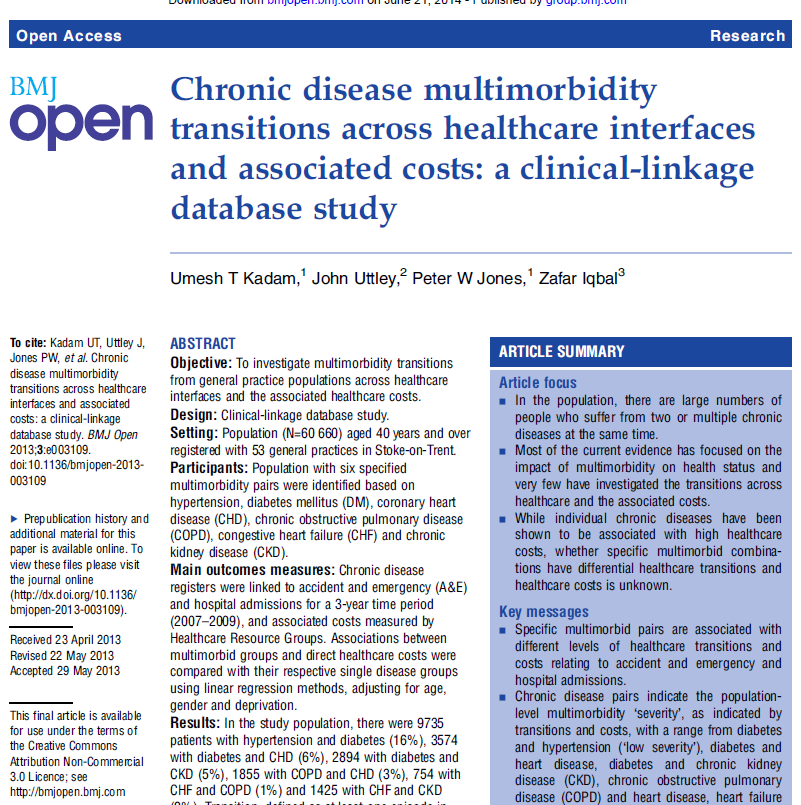 Downloaded from bmjopen.bmj.com on June 21, 2014 - Published by group.bmj.com
Open Access
Research
BMJ
open
Chronic disease multimorbidity
transitions across healthcare interfaces
and associated costs: a clinical-linkage
database study
Umesh T Kadam,1 John Uttley,2 Peter W Jones,1 Zafar Iqbal3
To cite: Kadam UT, Uttley J,
Jones PW, et al. Chronic
disease multimorbidity
transitions across healthcare
interfaces and associated
costs: a clinical-linkage
database study. BMJ Open
2013;3:e003109.
doi:10.1136/bmjopen-2013-
003109
► Prepublication history and
additional material for this
paper is available online. To
view these files please visit
the journal online
(http://dx.doi.org/10.1136/
bmjopen-2013-003109).
Received 23 April 2013
Revised 22 May 2013
Accepted 29 May 2013
This final article is available
for use under the terms of
the Creative Commons
Attribution Non-Commercial
3.0 Licence; see
http://bmjopen.bmj.com
ABSTRACT
Objective: To investigate multimorbidity transitions
from general practice populations across healthcare
interfaces and the associated healthcare costs.
Design: Clinical-linkage database study.
Setting: Population (N=60 660) aged 40 years and over
registered with 53 general practices in Stoke-on-Trent.
Participants: Population with six specified
multimorbidity pairs were identified based on
hypertension, diabetes mellitus (DM), coronary heart
disease (CHD), chronic obstructive pulmonary disease
(COPD), congestive heart failure (CHF) and chronic
kidney disease (CKD).
Main outcomes measures: Chronic disease
registers were linked to accident and emergency (A&E)
and hospital admissions for a 3-year time period
(2007–2009), and associated costs measured by
Healthcare Resource Groups. Associations between
multimorbid groups and direct healthcare costs were
compared with their respective single disease groups
using linear regression methods, adjusting for age,
gender and deprivation.
Results: In the study population, there were 9735
patients with hypertension and diabetes (16%), 3574
with diabetes and CHD (6%), 2894 with diabetes and
CKD (5%), 1855 with COPD and CHD (3%), 754 with
CHF and COPD (1%) and 1425 with CHF and CKD
ARTICLE SUMMARY
Article focus
■ In the population, there are large numbers of
people who suffer from two or multiple chronic
diseases at the same time.
■ Most of the current evidence has focused on the
impact of multimorbidity on health status and
very few have investigated the transitions across
healthcare and the associated costs.
■ While individual chronic diseases have been
shown to be associated with high healthcare
costs, whether specific multimorbid combina-
tions have differential healthcare transitions and
healthcare costs is unknown.
Key messages
■ Specific multimorbid pairs are associated with
different levels of healthcare transitions and
costs relating to accident and emergency and
hospital admissions.
■ Chronic disease pairs indicate the population-
level multimorbidity ‘severity’, as indicated by
transitions and costs, with a range from diabetes
and hypertension (‘low severity’), diabetes and
heart disease, diabetes and chronic kidney
disease (CKD), chronic obstructive pulmonary
disease (COPD) and heart disease, heart failure